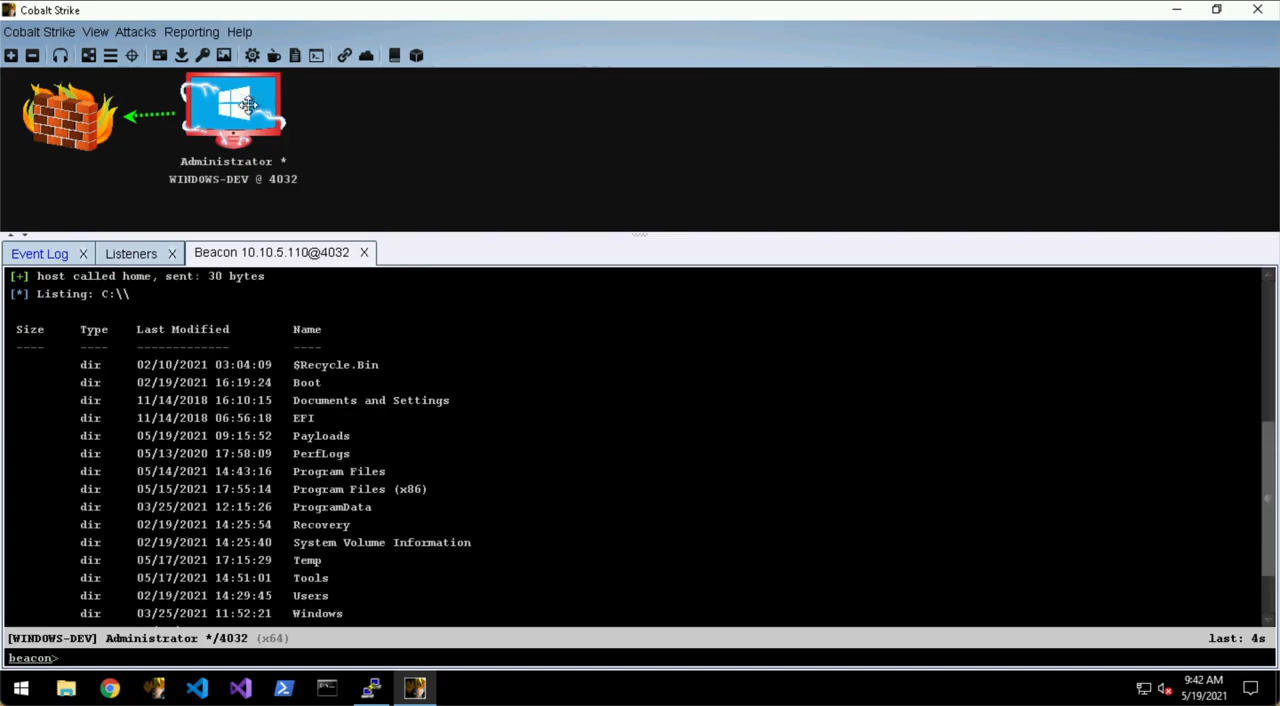 Cobalt Strike
Cobalt Strike View Attacks Reporting Help
Administrator *
WINDOWS-DEV @ 4032
Event Log X Listeners X Beacon 10.10.5.110@4032 X
[+] host called home, sent: 30 bytes
[*] Listing: C:\\
Size Type Last Modified Name
---- ---- ------------- ----
dir 02/10/2021 03:04:09 $Recycle.Bin
dir 02/19/2021 16:19:24 Boot
dir 11/14/2018 16:10:15 Documents and Settings
dir 11/14/2018 06:56:18 EFI
dir 05/19/2021 09:15:52 Payloads
dir 05/13/2020 17:58:09 PerfLogs
dir 05/14/2021 14:43:16 Program Files
dir 05/15/2021 17:55:14 Program Files (x86)
dir 03/25/2021 12:15:26 ProgramData
dir 02/19/2021 14:25:54 Recovery
dir 02/19/2021 14:25:40 System Volume Information
dir 05/17/2021 17:15:29 Temp
dir 05/17/2021 14:51:01 Tools
dir 02/19/2021 14:29:45 Users
dir 03/25/2021 11:52:21 Windows
[WINDOWS-DEV] Administrator */4032 (x64) last: 4s
beacon>
9:42 AM
5/19/2021